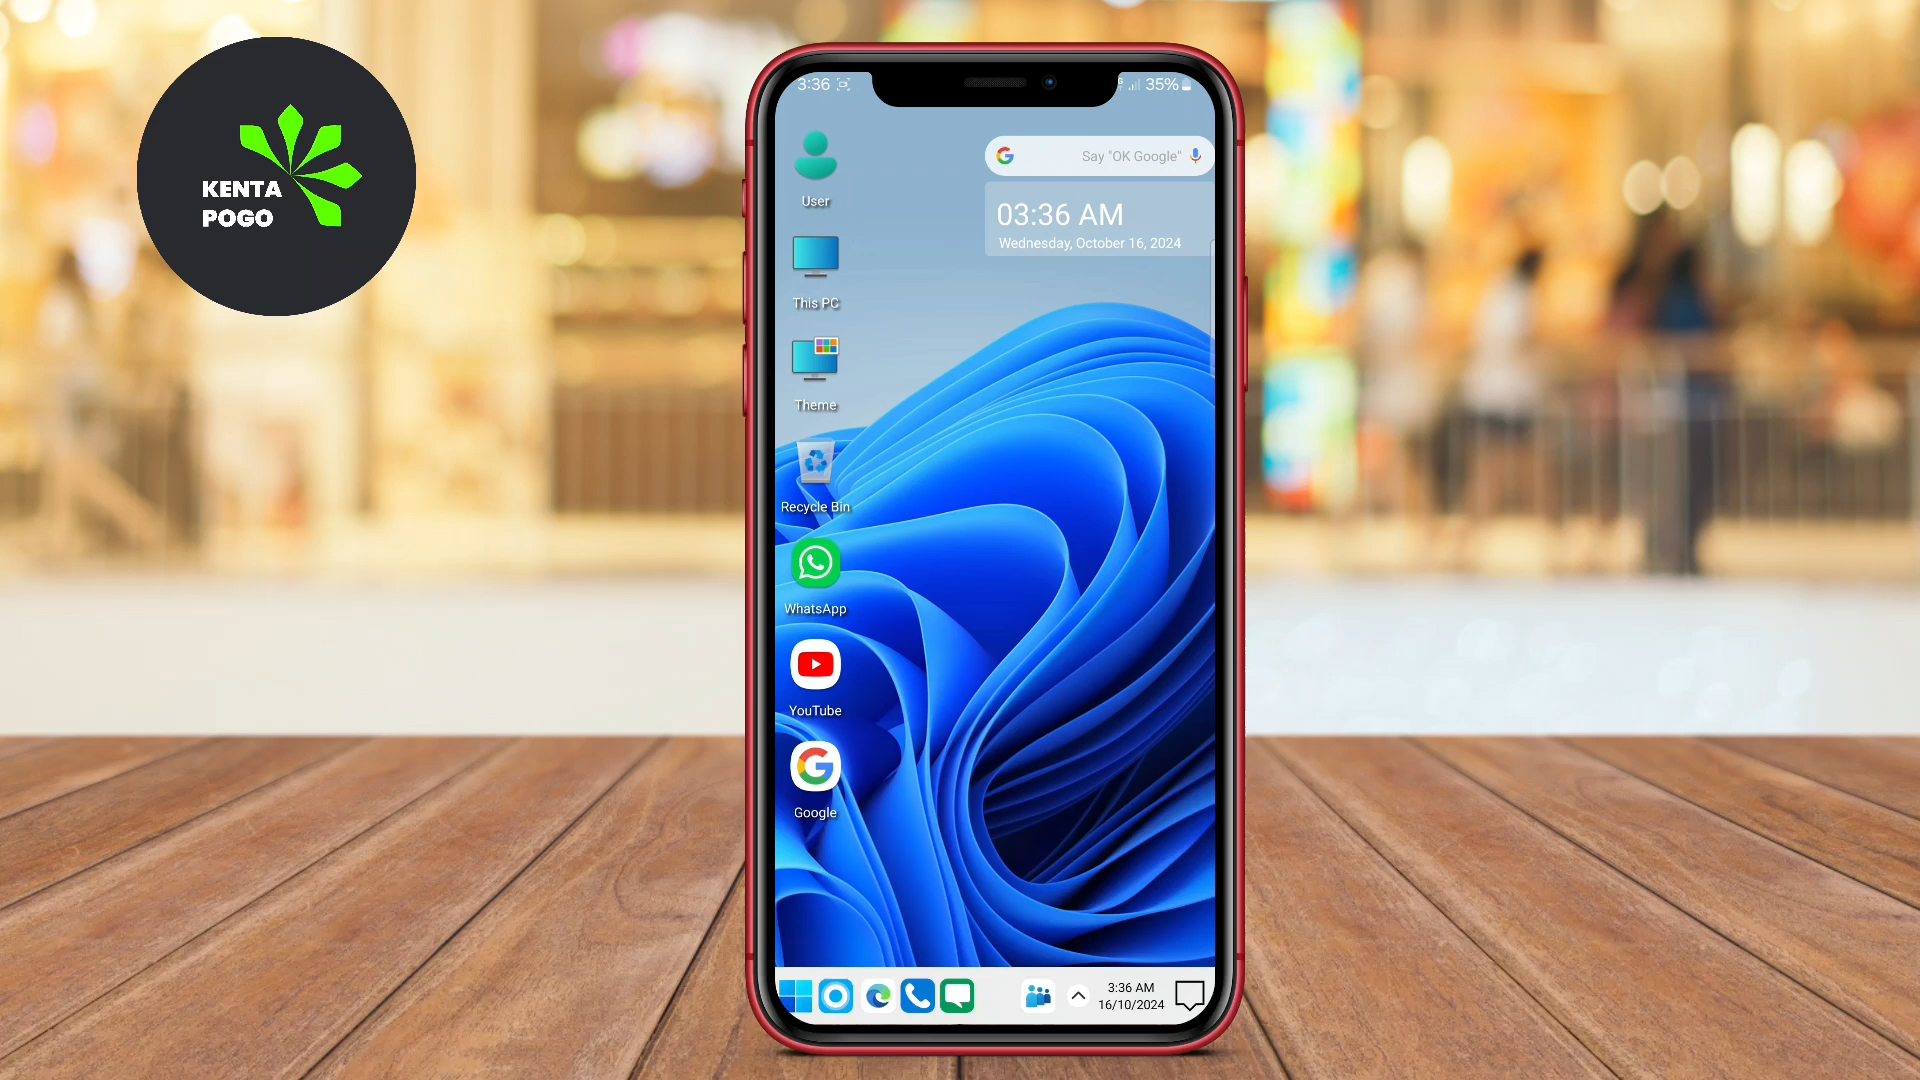 KENTA
POGO
3:36
35%
User
Say "OK Google"
03:36 AM
Wednesday, October 16, 2024
This PC
Theme
Recycle Bin
WhatsApp
YouTube
Google
3:36 AM
16/10/2024